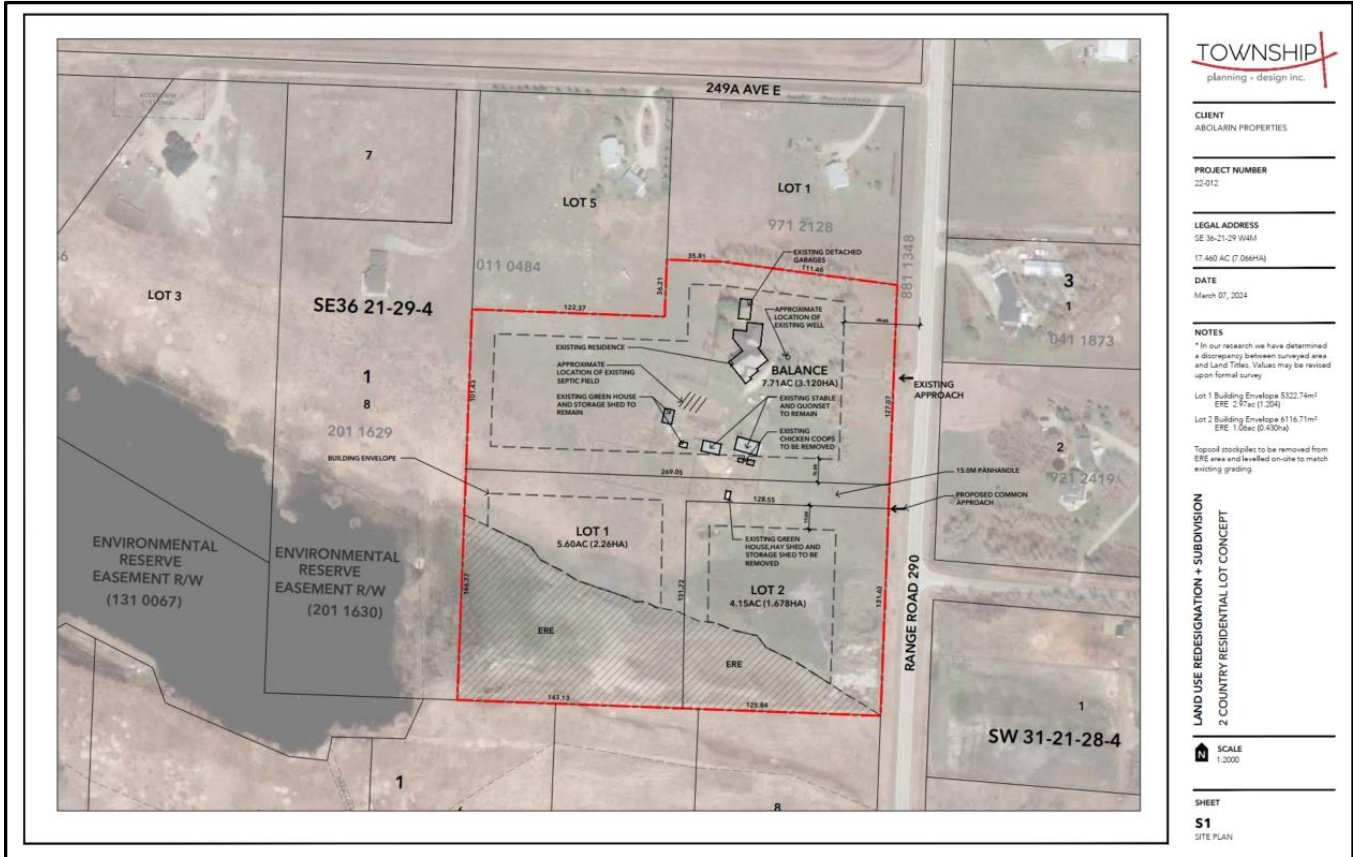 249A AVE E
7
LOT 5
LOT 1
971 2128
011 0484
881 1348
LOT 3
SE36 21-29-4
1
8
201 1629
3
1
041 1873
2
921 2419
35.81
111.46
36.21
122.37
101.43
127.07
EXISTING DETACHED
GARAGES
APPROXIMATE
LOCATION OF
EXISTING WELL
EXISTING RESIDENCE
APPROXIMATE
LOCATION OF EXISTING
SEPTIC FIELD
EXISTING GREEN HOUSE
AND STORAGE SHED TO
REMAIN
BALANCE
7.71AC (3.120HA)
EXISTING STABLE
AND QUONSET
TO REMAIN
EXISTING
CHICKEN COOPS
TO BE REMOVED
EXISTING
APPROACH
BUILDING ENVELOPE
269.05
15.0M PANHANDLE
128.55
PROPOSED COMMON
APPROACH
LOT 1
5.60AC (2.26HA)
EXISTING GREEN
HOUSE,HAY SHED AND
STORAGE SHED TO BE
REMOVED
LOT 2
4.15AC (1.678HA)
131.72
131.63
ERE
ERE
125.84
ENVIRONMENTAL
RESERVE
EASEMENT R/W
(131 0067)
ENVIRONMENTAL
RESERVE
EASEMENT R/W
(201 1630)
RANGE ROAD 290
1
SW 31-21-28-4
1
8
TOWNSHIP
planning + design inc.
CLIENT
ABOLARIN PROPERTIES
PROJECT NUMBER
22-012
LEGAL ADDRESS
SE 36-21-29 W4M
17.460 AC (7.066HA)
DATE
March 07, 2024
NOTES
* In our research we have determined
a discrepancy between surveyed area
and Land Titles. Values may be revised
upon formal survey
Lot 1 Building Envelope 5322.74m²
ERE 2.97ac (1.204)
Lot 2 Building Envelope 6116.71m²
ERE 1.06ac (0.430ha)
Topsoil stockpiles to be removed from
ERE area and levelled on-site to match
existing grading.
LAND USE REDESIGNATION + SUBDIVISION
2 COUNTRY RESIDENTIAL LOT CONCEPT
N
SCALE
1:2000
SHEET
S1
SITE PLAN